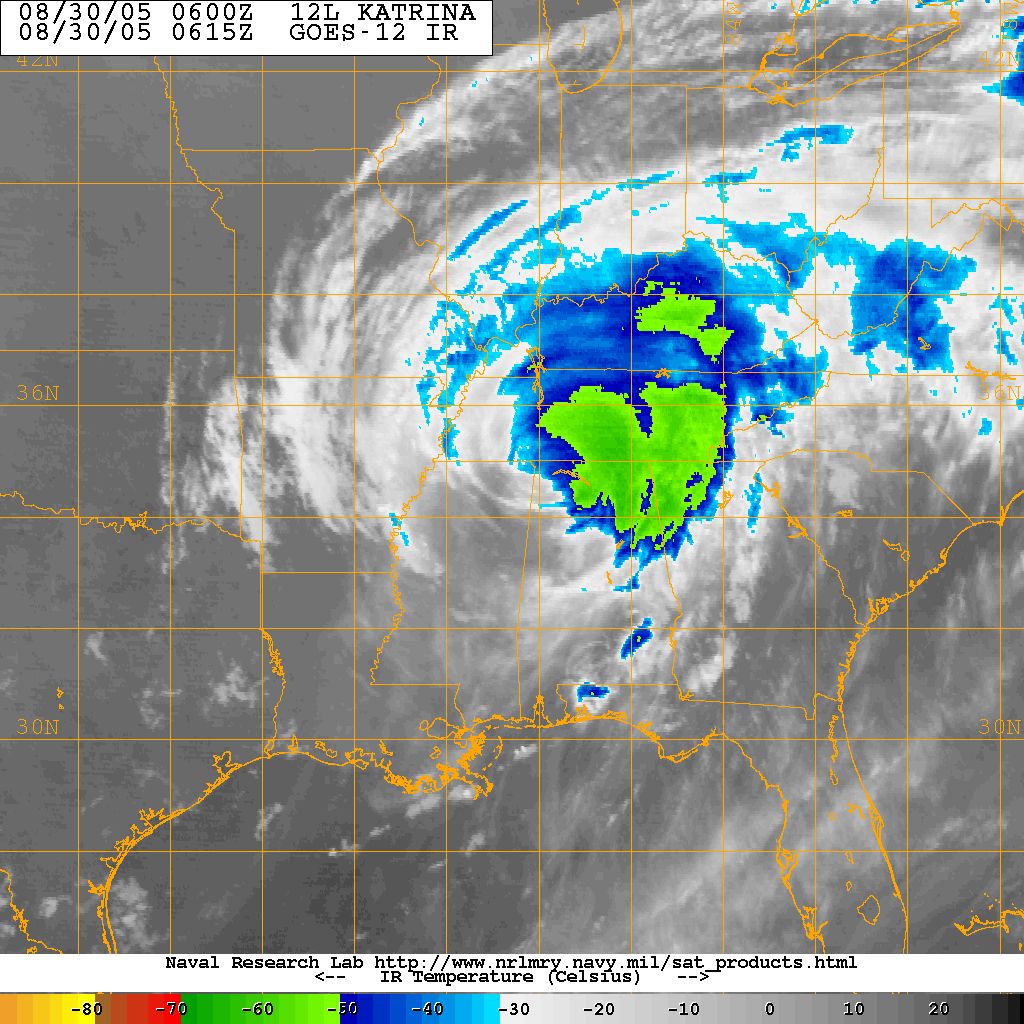 08/30/05 0600Z 12L KATRINA
08/30/05 0615Z GOES-12 IR
42N 42N
36N 36N
30N 30N
Naval Research Lab http://www.nrlmry.navy.mil/sat_products.html
<-- IR Temperature (Celsius) -->
-80 -70 -60 -50 -40 -30 -20 -10 0 10 20